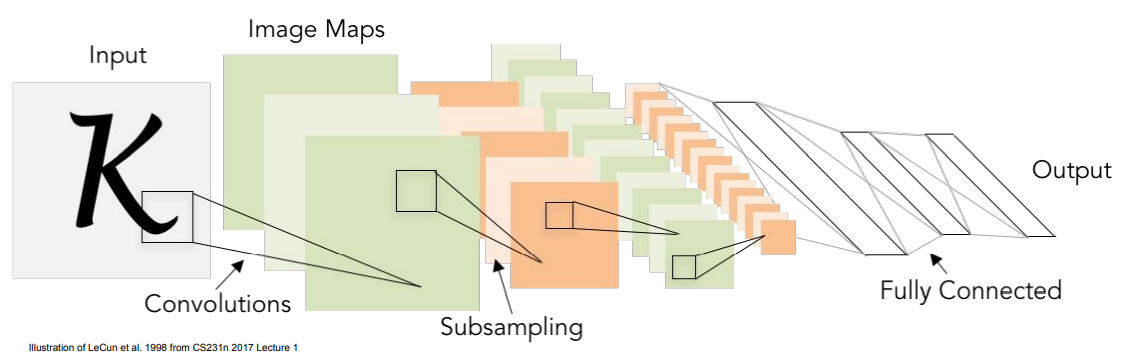 Input
K
Image Maps
Convolutions
Subsampling
Fully Connected
Output
Illustration of LeCun et al. 1998 from CS231n 2017 Lecture 1